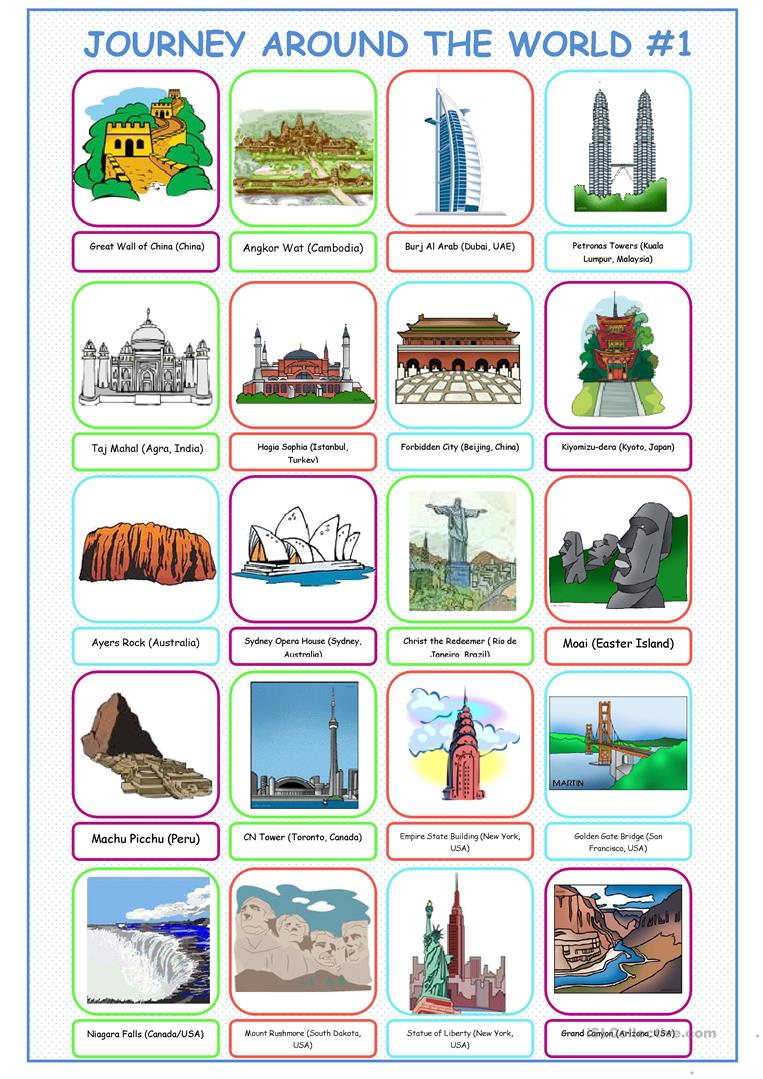 JOURNEY AROUND THE WORLD #1
Great Wall of China (China)
Angkor Wat (Cambodia)
Burj Al Arab (Dubai, UAE)
Petronas Towers (Kuala
Lumpur, Malaysia)
Taj Mahal (Agra, India)
Hagia Sophia (Istanbul,
Turkey)
Forbidden City (Beijing, China)
Kiyomizu-dera (Kyoto, Japan)
Ayers Rock (Australia)
Sydney Opera House (Sydney,
Australia)
Christ the Redeemer ( Rio de
Janeiro, Brazil)
Moai (Easter Island)
Machu Picchu (Peru)
CN Tower (Toronto, Canada)
Empire State Building (New York,
USA)
MARTIN
Golden Gate Bridge (San
Francisco, USA)
Niagara Falls (Canada/USA)
Mount Rushmore (South Dakota,
USA)
Statue of Liberty (New York,
USA)
Grand Canyon (Arizona, USA)
iSLCollective.com